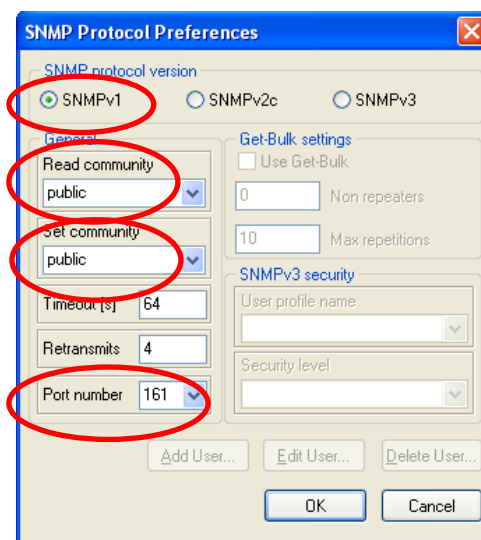 SNMP Protocol Preferences
SNMP protocol version
SNMPv1 SNMPv2c SNMPv3
General
Read community
public
Set community
public
Timeout [s] 64
Retransmits 4
Port number 161
Get-Bulk settings
Use Get-Bulk
0 Non repeaters
10 Max repetitions
SNMPv3 security
User profile name
Security level
Add User... Edit User... Delete User...
OK Cancel